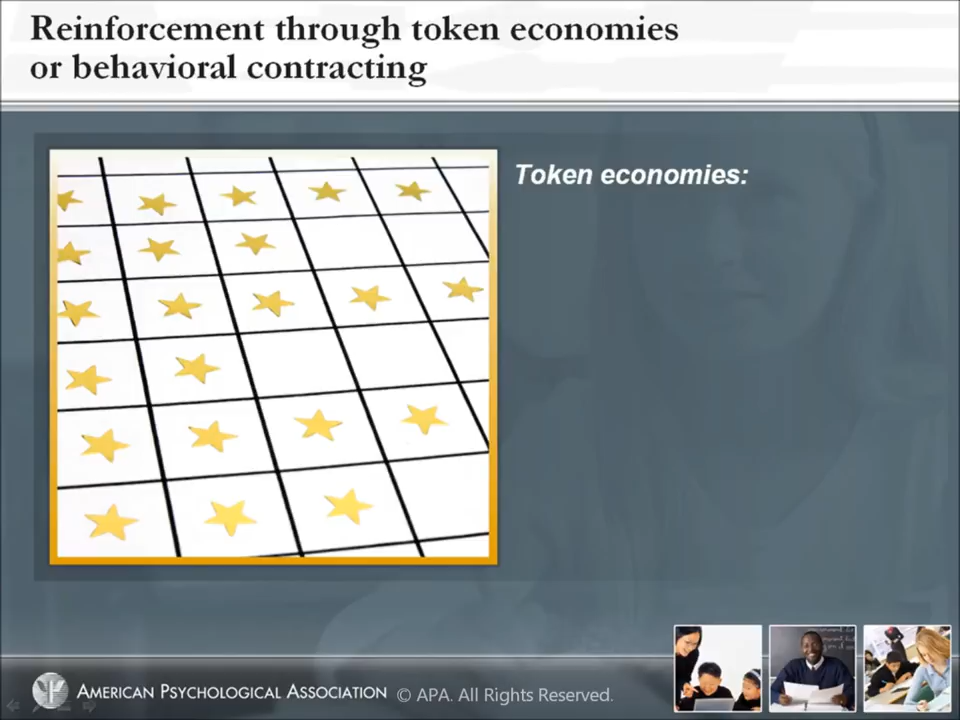 Reinforcement through token economies
or behavioral contracting
Token economies:
AMERICAN PSYCHOLOGICAL ASSOCIATION © APA. All Rights Reserved.